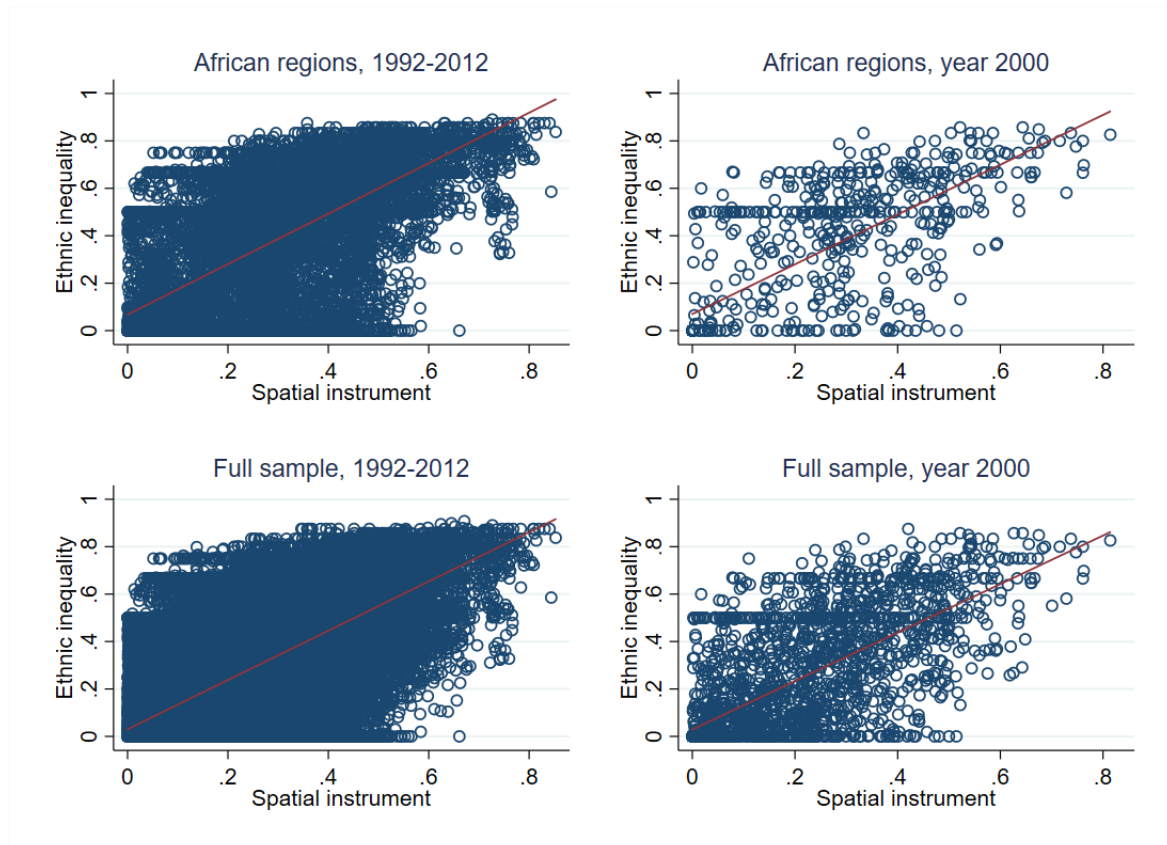 African regions, 1992-2012
1
.8
.6
.4
.2
0
Ethnic inequality
0 .2 .4 .6 .8
Spatial instrument
African regions, year 2000
1
.8
.6
.4
.2
0
Ethnic inequality
0 .2 .4 .6 .8
Spatial instrument
Full sample, 1992-2012
1
.8
.6
.4
.2
0
Ethnic inequality
0 .2 .4 .6 .8
Spatial instrument
Full sample, year 2000
1
.8
.6
.4
.2
0
Ethnic inequality
0 .2 .4 .6 .8
Spatial instrument